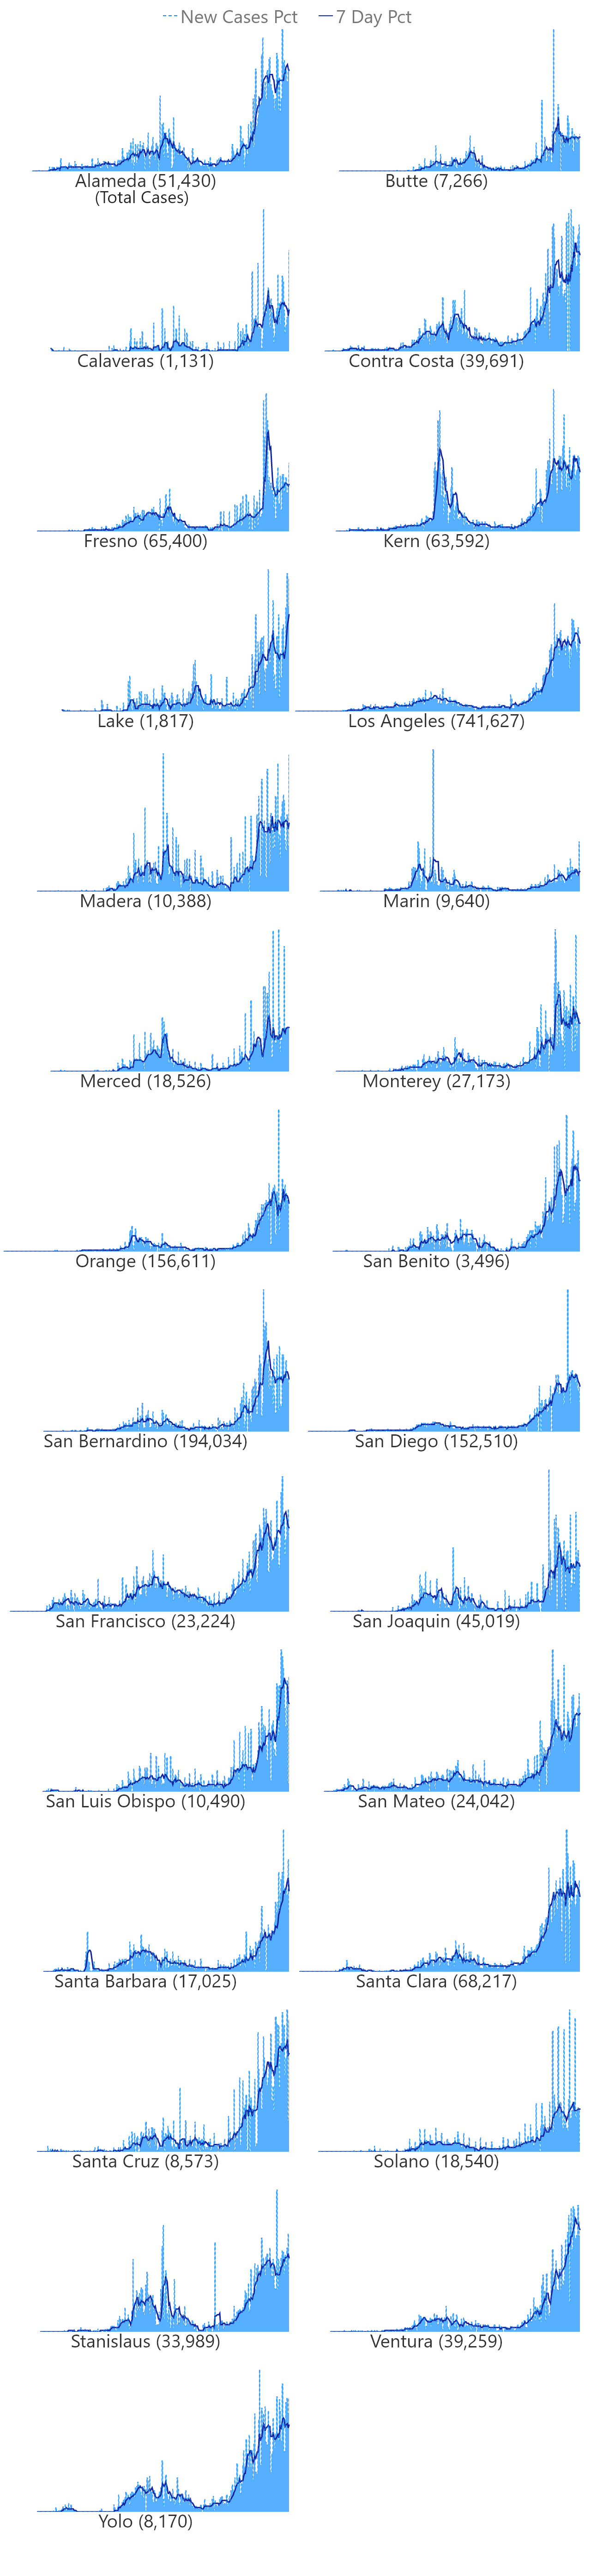 New Cases Pct 7 Day Pct
Alameda (51,430)
(Total Cases)
Butte (7,266)
Calaveras (1,131)
Contra Costa (39,691)
Fresno (65,400)
Kern (63,592)
Lake (1,817)
Los Angeles (741,627)
Madera (10,388)
Marin (9,640)
Merced (18,526)
Monterey (27,173)
Orange (156,611)
San Benito (3,496)
San Bernardino (194,034)
San Diego (152,510)
San Francisco (23,224)
San Joaquin (45,019)
San Luis Obispo (10,490)
San Mateo (24,042)
Santa Barbara (17,025)
Santa Clara (68,217)
Santa Cruz (8,573)
Solano (18,540)
Stanislaus (33,989)
Ventura (39,259)
Yolo (8,170)